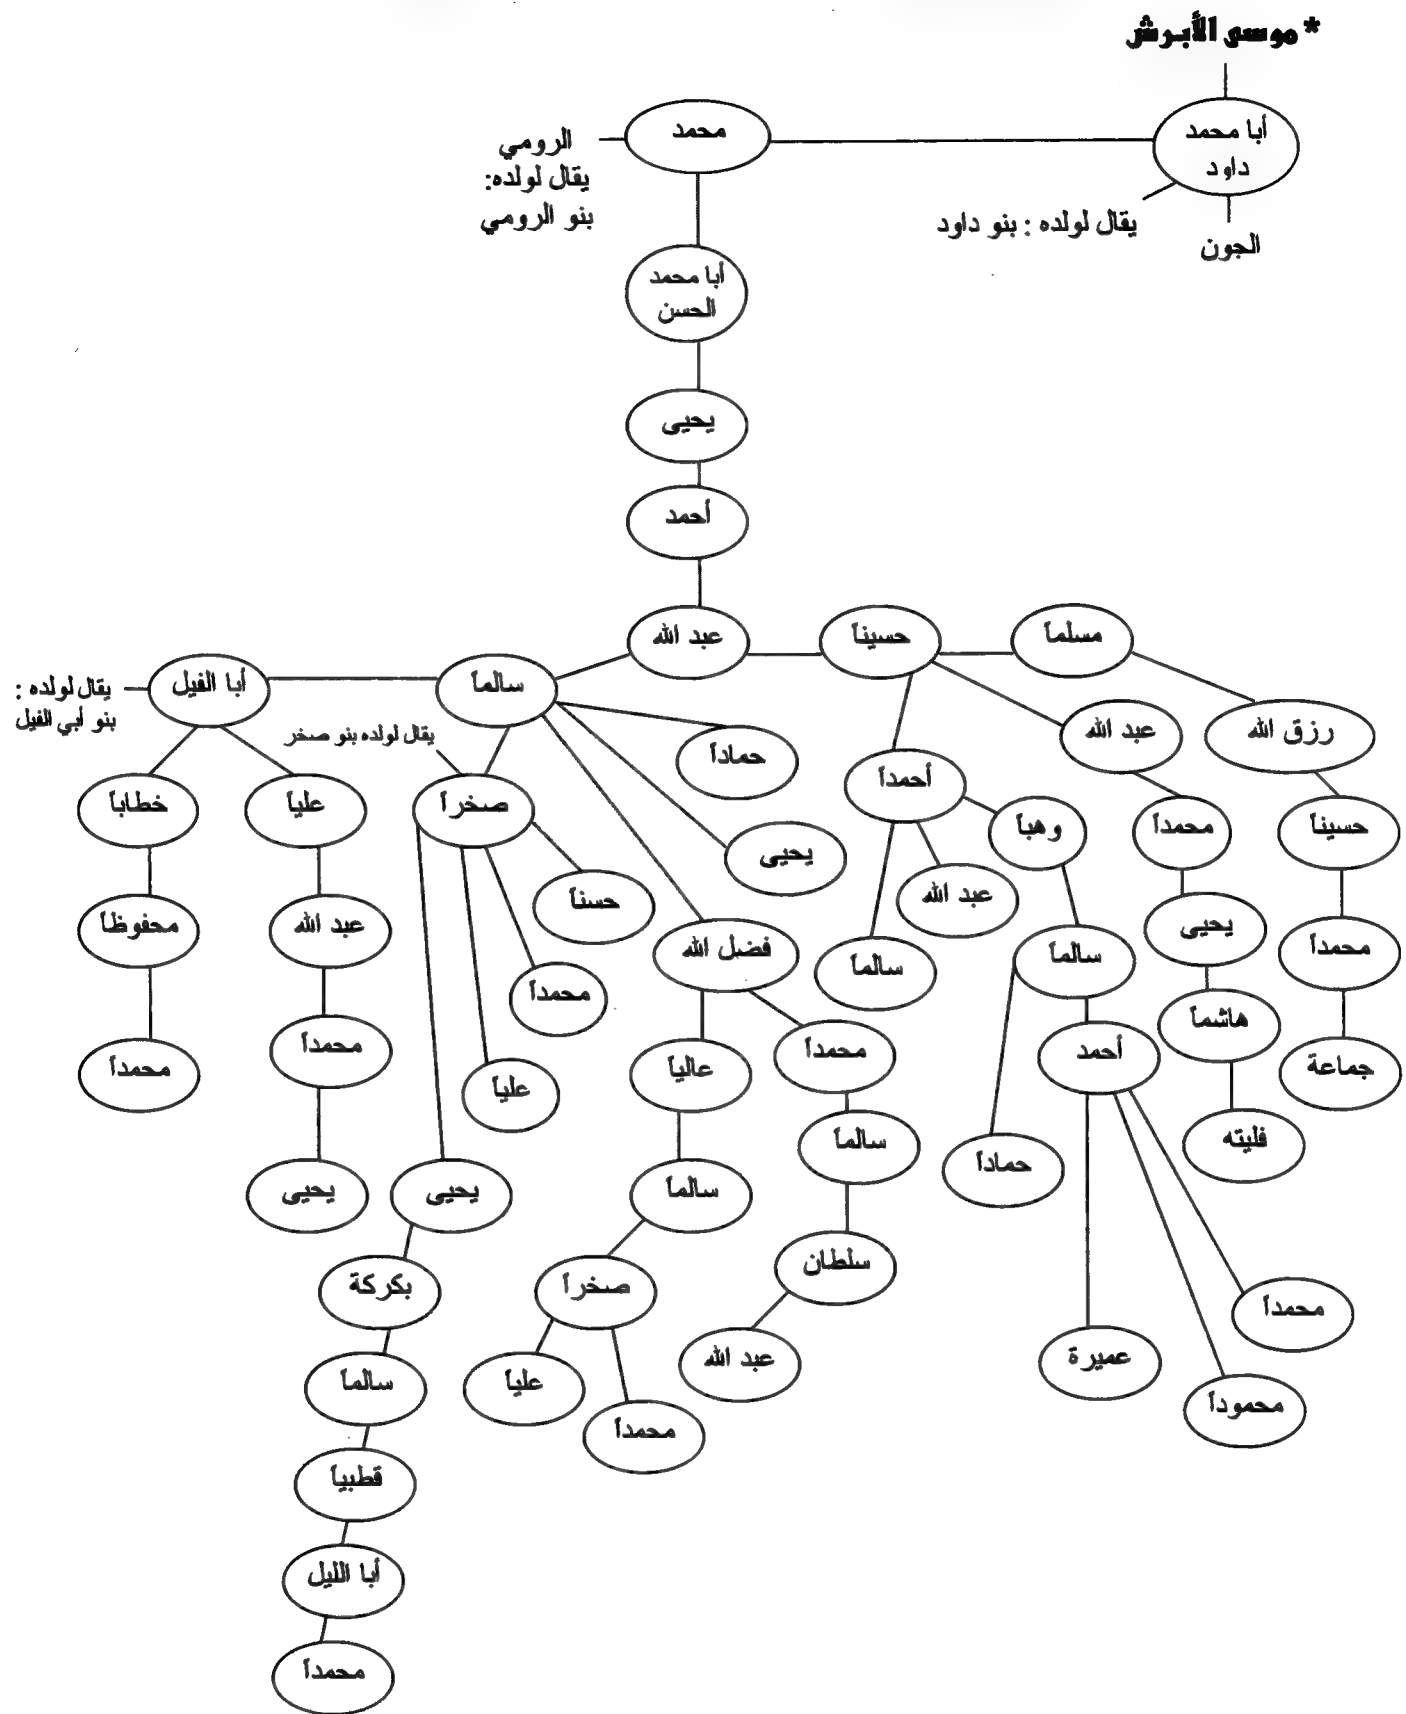 * موسى الأبرش
أبا محمد
داود
محمد
الرومي
يقال لولده:
بنو الرومي
يقال لولده : بنو داود
الجون
أبا محمد
الحسن
يحيى
أحمد
مسلماً
حسيناً
عبد الله
سالماً
أبا الفيل
يقال لولده :
بنو أبي الفيل
رزق الله
عبد الله
أحمداً
حماداً
يقال لولده بنو صخر
صخراً
علياً
خطاباً
حسيناً
محمداً
وهباً
يحيى
حسناً
عبد الله
محفوظاً
محمداً
يحيى
سالماً
عبد الله
سالماً
فضل الله
محمداً
محمداً
محمداً
جماعة
هاشماً
أحمد
محمداً
عالياً
علياً
فليته
حماداً
سالماً
سالماً
يحيى
يحيى
محمداً
محموداً
عميرة
سلطان
عبد الله
صخراً
محمداً
علياً
بكركة
سالماً
قطبياً
أبا الليل
محمداً